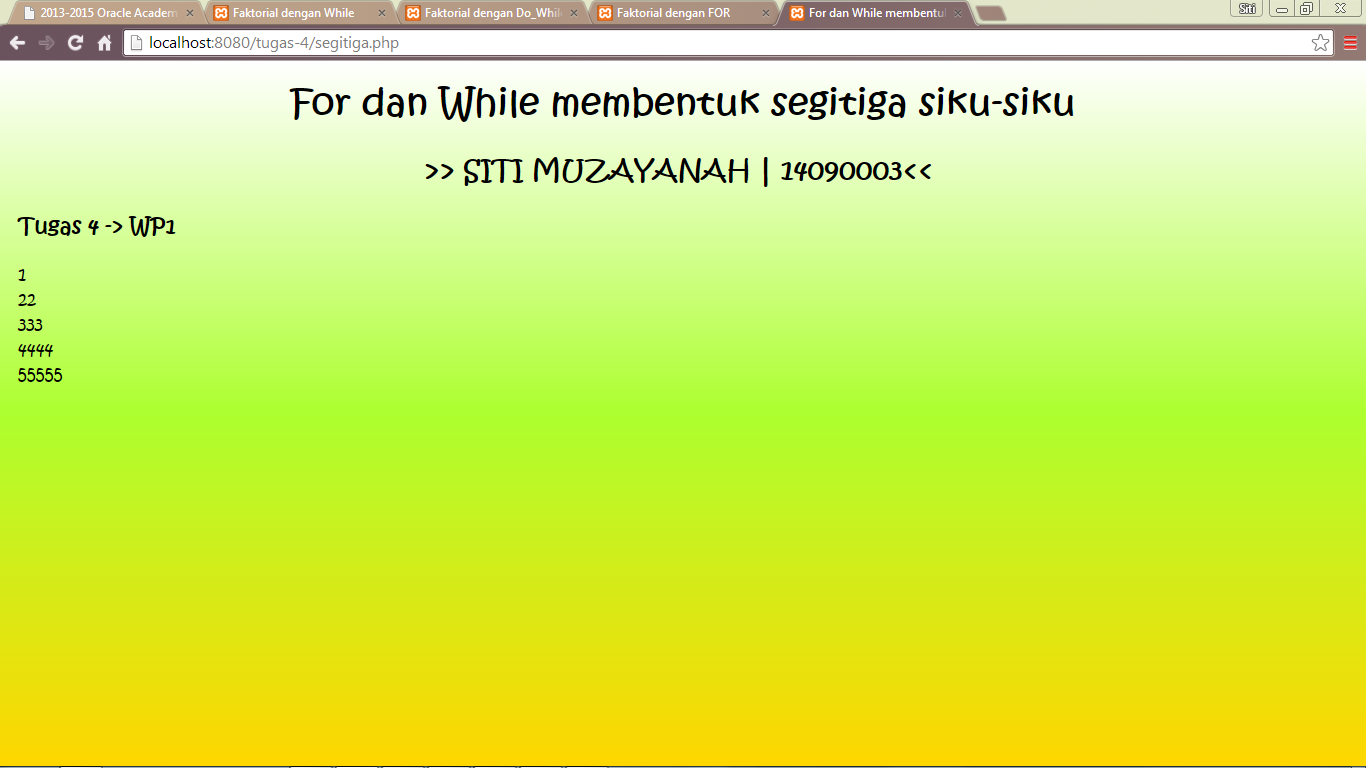 2013-2015 Oracle Academ
Faktorial dengan While
Faktorial dengan Do_Whil
Faktorial dengan FOR
For dan While membentu
Siti
localhost:8080/tugas-4/segitiga.php
For dan While membentuk segitiga siku-siku
>> SITI MUZAYANAH | 14090003<<
Tugas 4 -> WP1
1
22
333
4444
55555